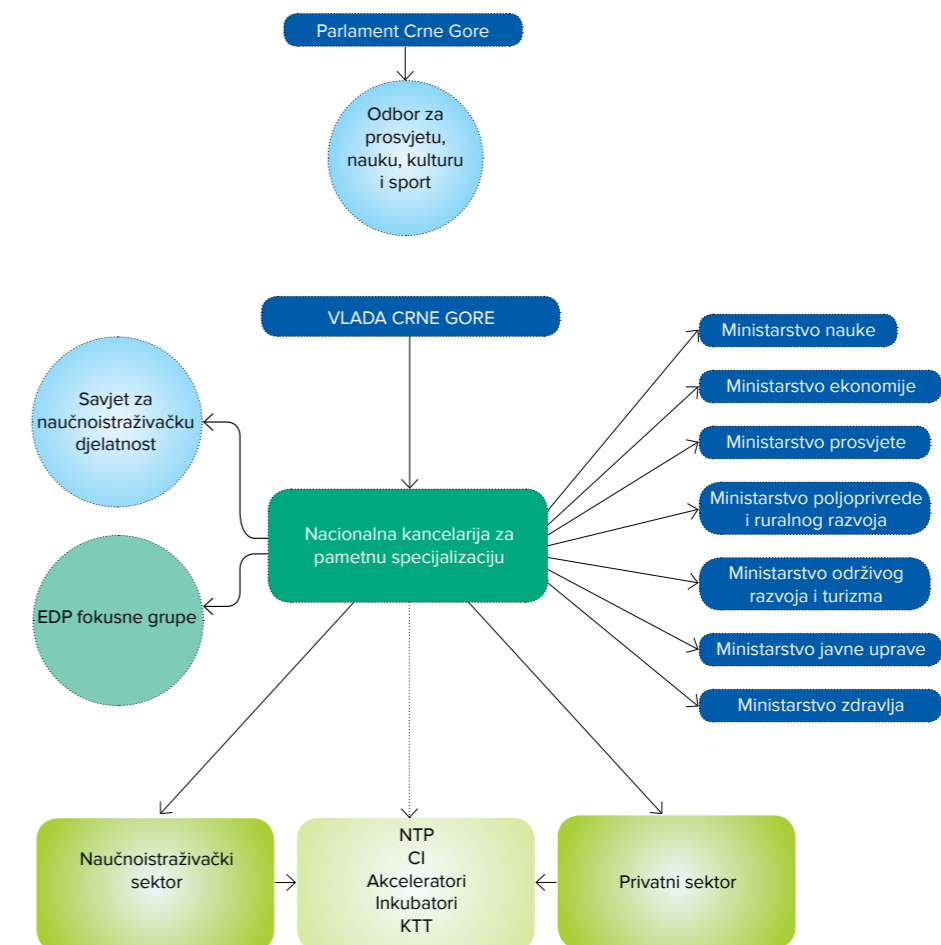 Parlament Crne Gore
Odbor za
prosvjetu,
nauku, kulturu
i sport
VLADA CRNE GORE
Ministarstvo nauke
Ministarstvo ekonomije
Ministarstvo prosvjete
Ministarstvo poljoprivrede
i ruralnog razvoja
Ministarstvo održivog
razvoja i turizma
Ministarstvo javne uprave
Ministarstvo zdravlja
Savjet za
naučnoistraživačku
djelatnost
Nacionalna kancelarija za
pametnu specijalizaciju
EDP fokusne grupe
Naučnoistraživački
sektor
NTP
CI
Akceleratori
Inkubatori
KTT
Privatni sektor